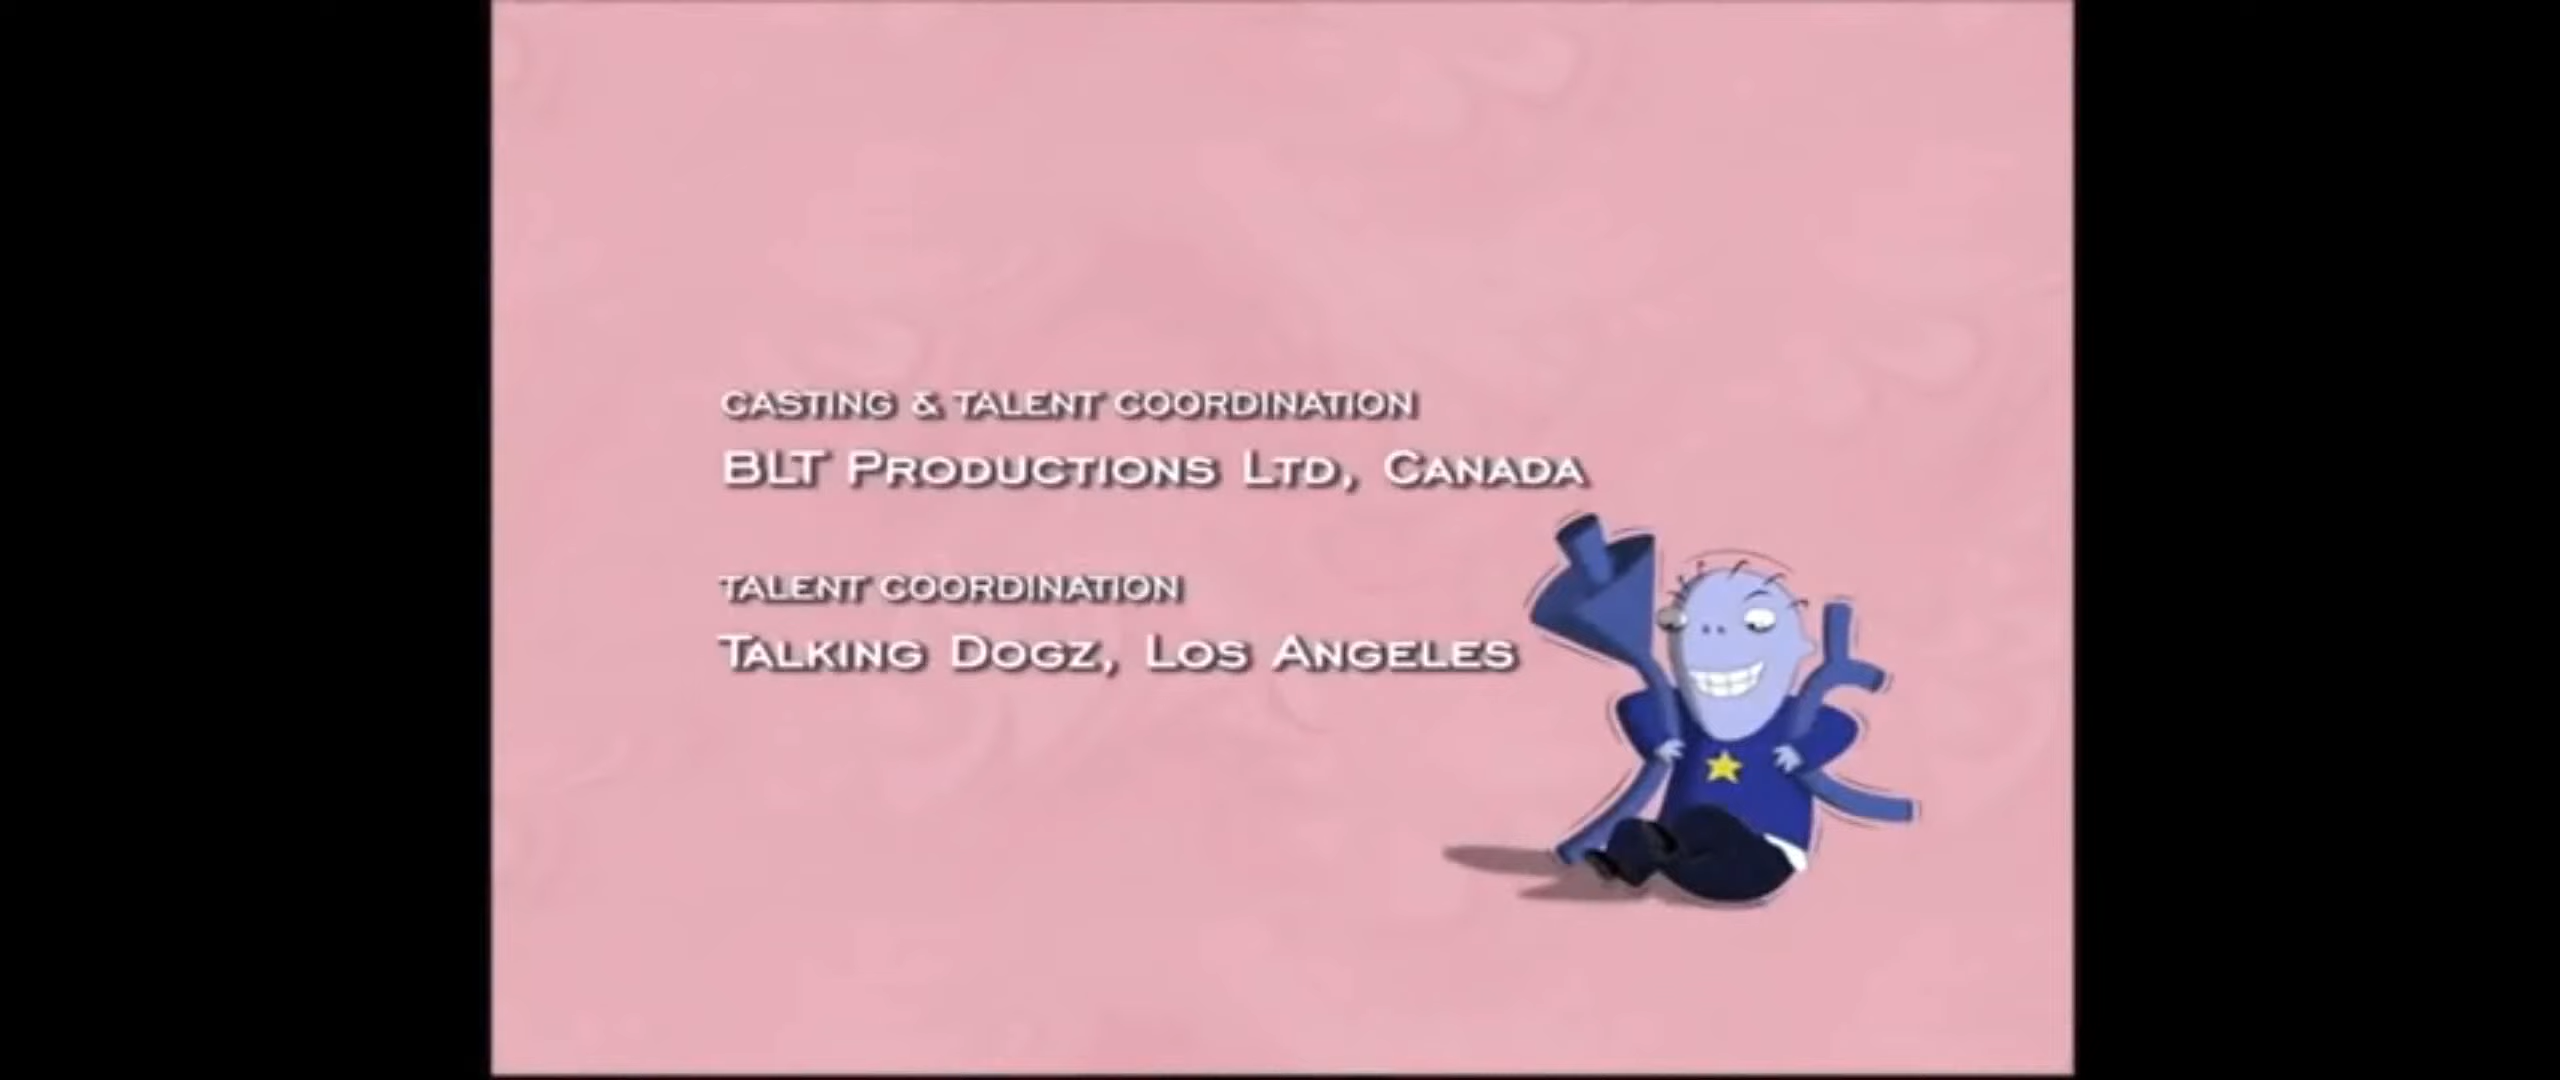 CASTING & TALENT COORDINATION
BLT PRODUCTIONS LTD, CANADA
TALENT COORDINATION
TALKING DOGZ, LOS ANGELES